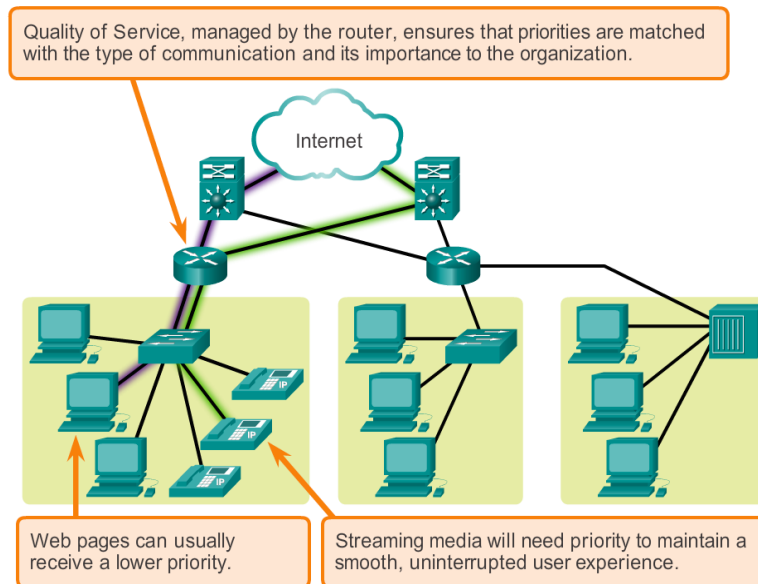 Quality of Service, managed by the router, ensures that priorities are matched
with the type of communication and its importance to the organization.
Internet
IP
IP
IP
Web pages can usually
receive a lower priority.
Streaming media will need priority to maintain a
smooth, uninterrupted user experience.